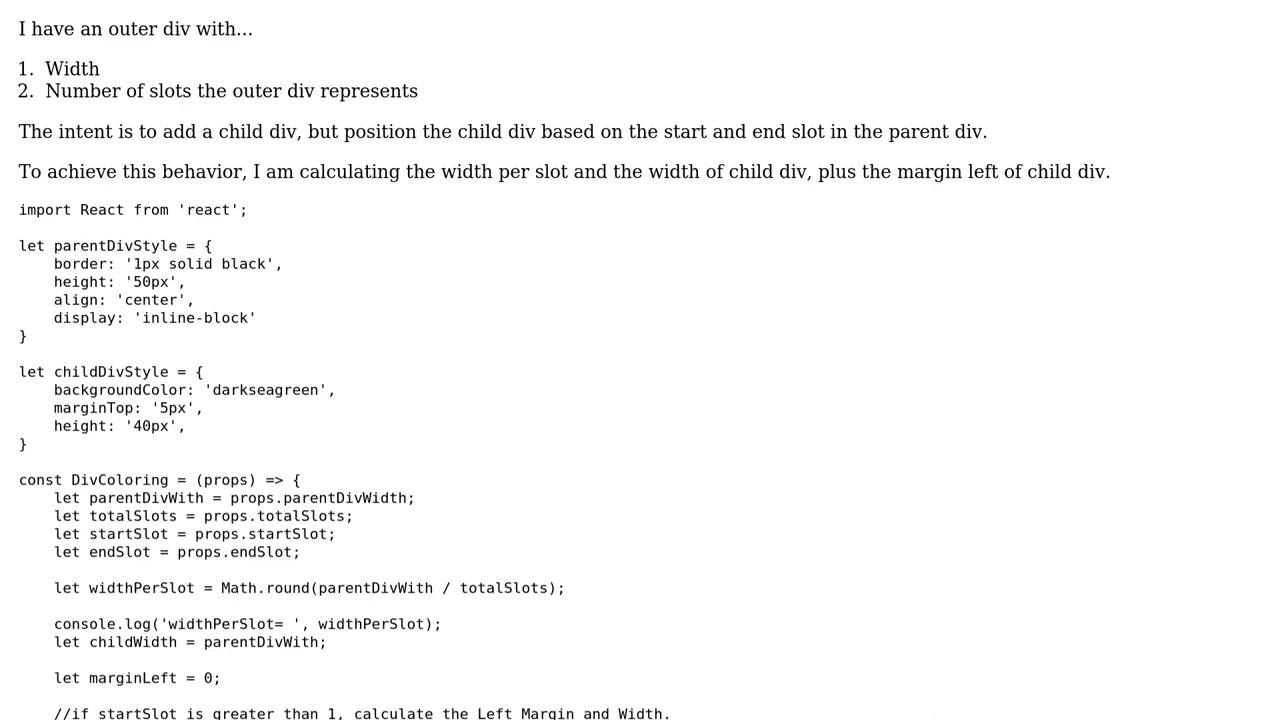 I have an outer div with...
1. Width
2. Number of slots the outer div represents
The intent is to add a child div, but position the child div based on the start and end slot in the parent div.
To achieve this behavior, I am calculating the width per slot and the width of child div, plus the margin left of child div.
import React from 'react';
let parentDivStyle = {
    border: '1px solid black',
    height: '50px',
    align: 'center',
    display: 'inline-block'
}
let childDivStyle = {
    backgroundColor: 'darkseagreen',
    marginTop: '5px',
    height: '40px',
}
const DivColoring = (props) => {
    let parentDivWith = props.parentDivWidth;
    let totalSlots = props.totalSlots;
    let startSlot = props.startSlot;
    let endSlot = props.endSlot;
    let widthPerSlot = Math.round(parentDivWith / totalSlots);
    console.log('widthPerSlot= ', widthPerSlot);
    let childWidth = parentDivWith;
    let marginLeft = 0;
    //if startSlot is greater than 1, calculate the Left Margin and Width.